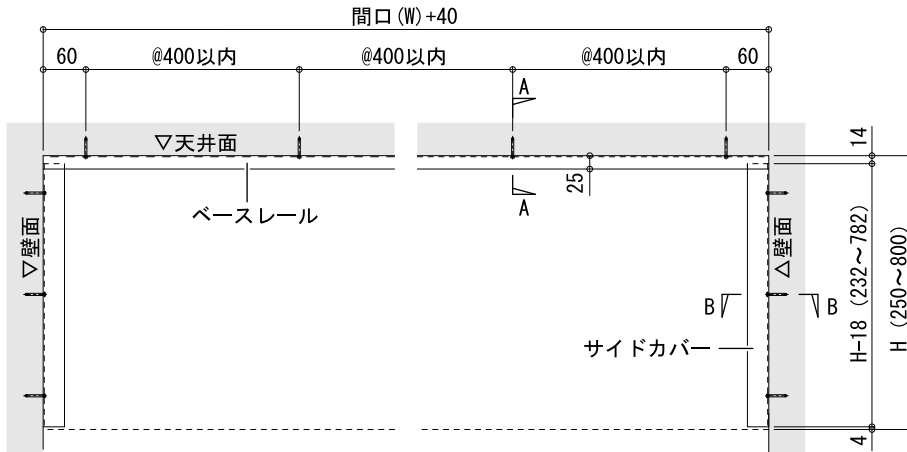 間口(W)+40
60
@400以内
@400以内
@400以内
60
A
▽天井面
14
25
ベースレール
A
▽壁面
△壁面
H-18 (232～782)
H (250～800)
B
B
サイドカバー
4